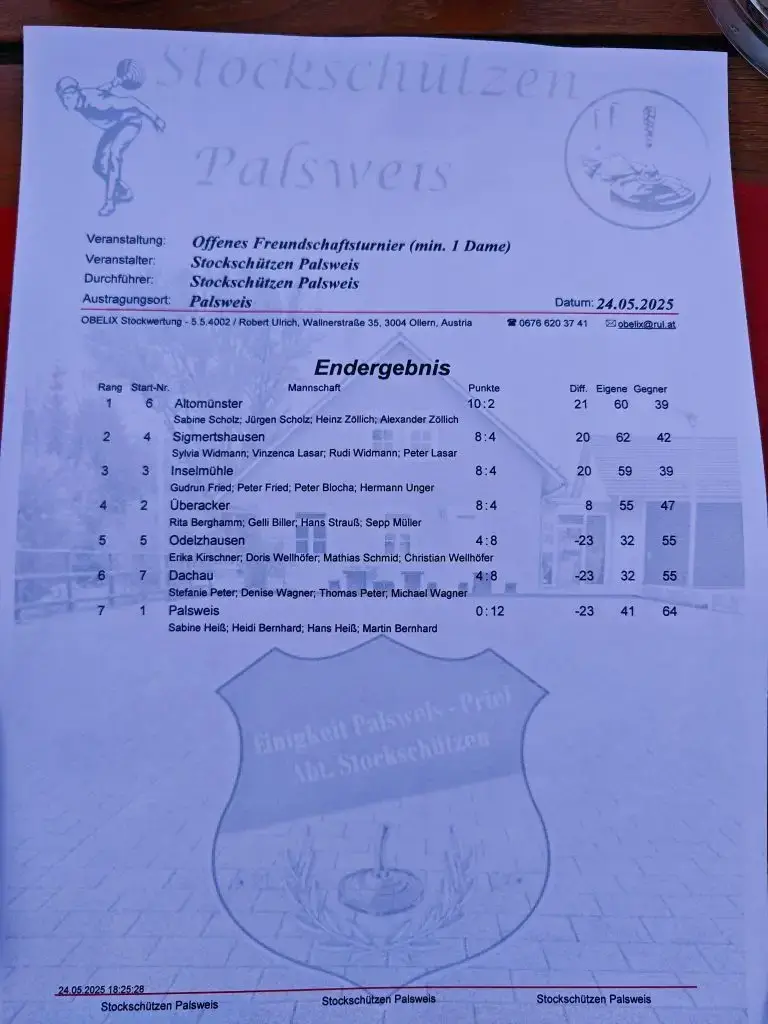 Stockschützen
Palsweis
Veranstaltung: Offenes Freundschaftsturnier (min. 1 Dame)
Veranstalter: Stockschützen Palsweis
Durchführer: Stockschützen Palsweis
Austragungsort: Palsweis Datum: 24.05.2025
OBELIX Stockwertung - 5.5.4002 / Robert Ulrich, Wallnerstraße 35, 3004 Ollern, Austria ☎ 0676 620 37 41 ✉ obelix@rul.at
Endergebnis
Rang Start-Nr. Mannschaft Punkte Diff. Eigene Gegner
1 6 Altomünster 10:2 21 60 39
Sabine Scholz; Jürgen Scholz; Heinz Zöllich; Alexander Zöllich
2 4 Sigmertshausen 8:4 20 62 42
Sylvia Widmann; Vinzenca Lasar; Rudi Widmann; Peter Lasar
3 3 Inselmühle 8:4 20 59 39
Gudrun Fried; Peter Fried; Peter Blocha; Hermann Unger
4 2 Überacker 8:4 8 55 47
Rita Berghamm; Gelli Biller; Hans Strauß; Sepp Müller
5 5 Odelzhausen 4:8 -23 32 55
Erika Kirschner; Doris Wellhöfer; Mathias Schmid; Christian Wellhöfer
6 7 Dachau 4:8 -23 32 55
Stefanie Peter; Denise Wagner; Thomas Peter; Michael Wagner
7 1 Palsweis 0:12 -23 41 64
Sabine Heiß; Heidi Bernhard; Hans Heiß; Martin Bernhard
Einigkeit Palsweis - Priel
Abt. Stockschützen
24.05.2025 18:25:28
Stockschützen Palsweis Stockschützen Palsweis Stockschützen Palsweis